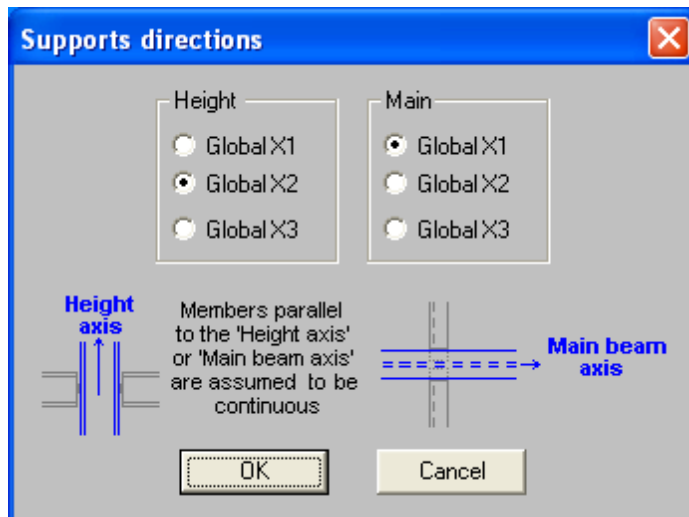 Supports directions
Height
Global X1
Global X2
Global X3
Main
Global X1
Global X2
Global X3
Height
axis
Members parallel
to the 'Height axis'
or 'Main beam axis'
are assumed to be
continuous
Main beam
axis
OK
Cancel